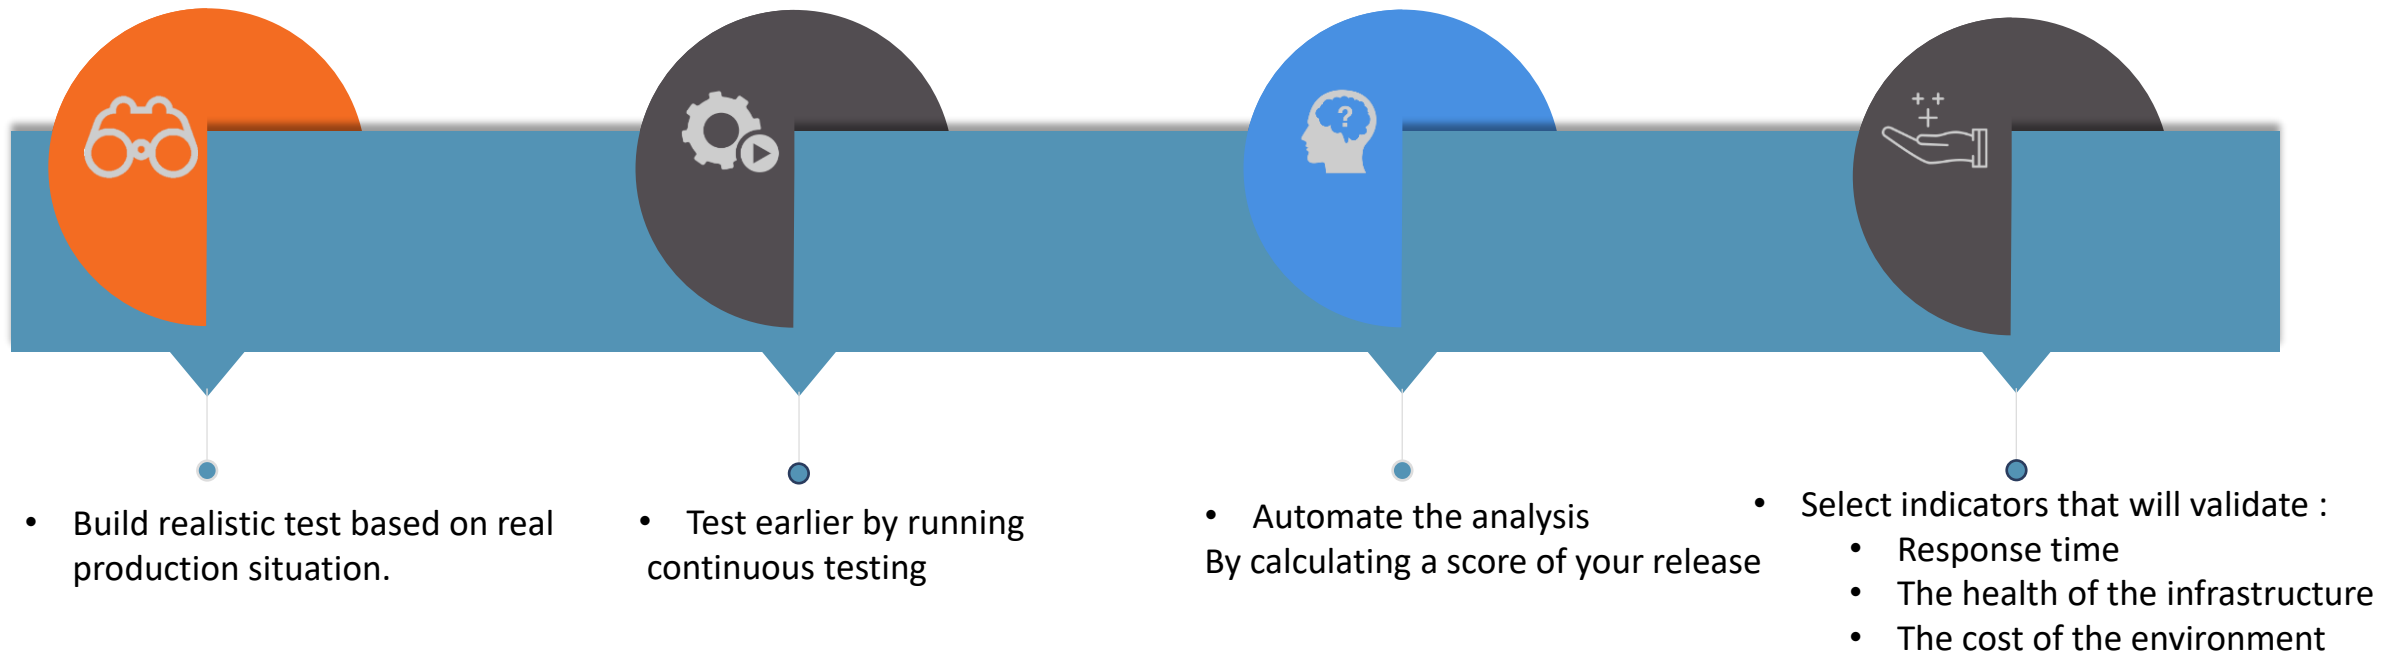 • Build realistic test based on real
production situation.
• Test earlier by running
continuous testing
• Automate the analysis
By calculating a score of your release
• Select indicators that will validate :
• Response time
• The health of the infrastructure
• The cost of the environment